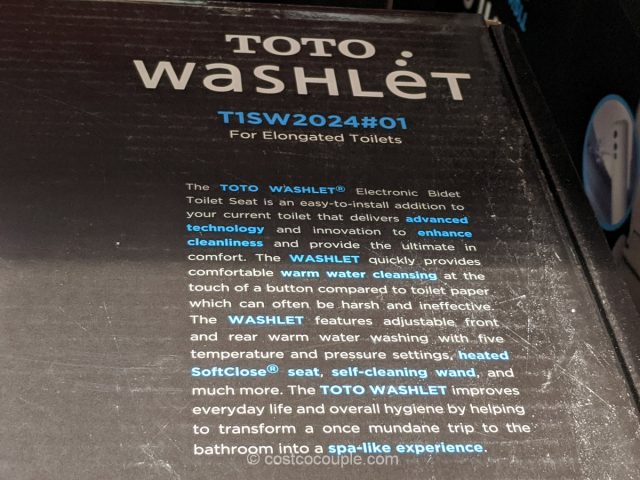 TOTO
WASHLET
T1SW2024#01
For Elongated Toilets
The TOTO WASHLET® Electronic Bidet
Toilet Seat is an easy-to-install addition to
your current toilet that delivers advanced
technology and innovation to enhance
cleanliness and provide the ultimate in
comfort. The WASHLET quickly provides
comfortable warm water cleansing at the
touch of a button compared to toilet paper
which can often be harsh and ineffective.
The WASHLET features adjustable front
and rear warm water washing with five
temperature and pressure settings, heated
SoftClose® seat, self-cleaning wand, and
much more. The TOTO WASHLET improves
everyday life and overall hygiene by helping
to transform a once mundane trip to the
bathroom into a spa-like experience.
© costcocouple.com